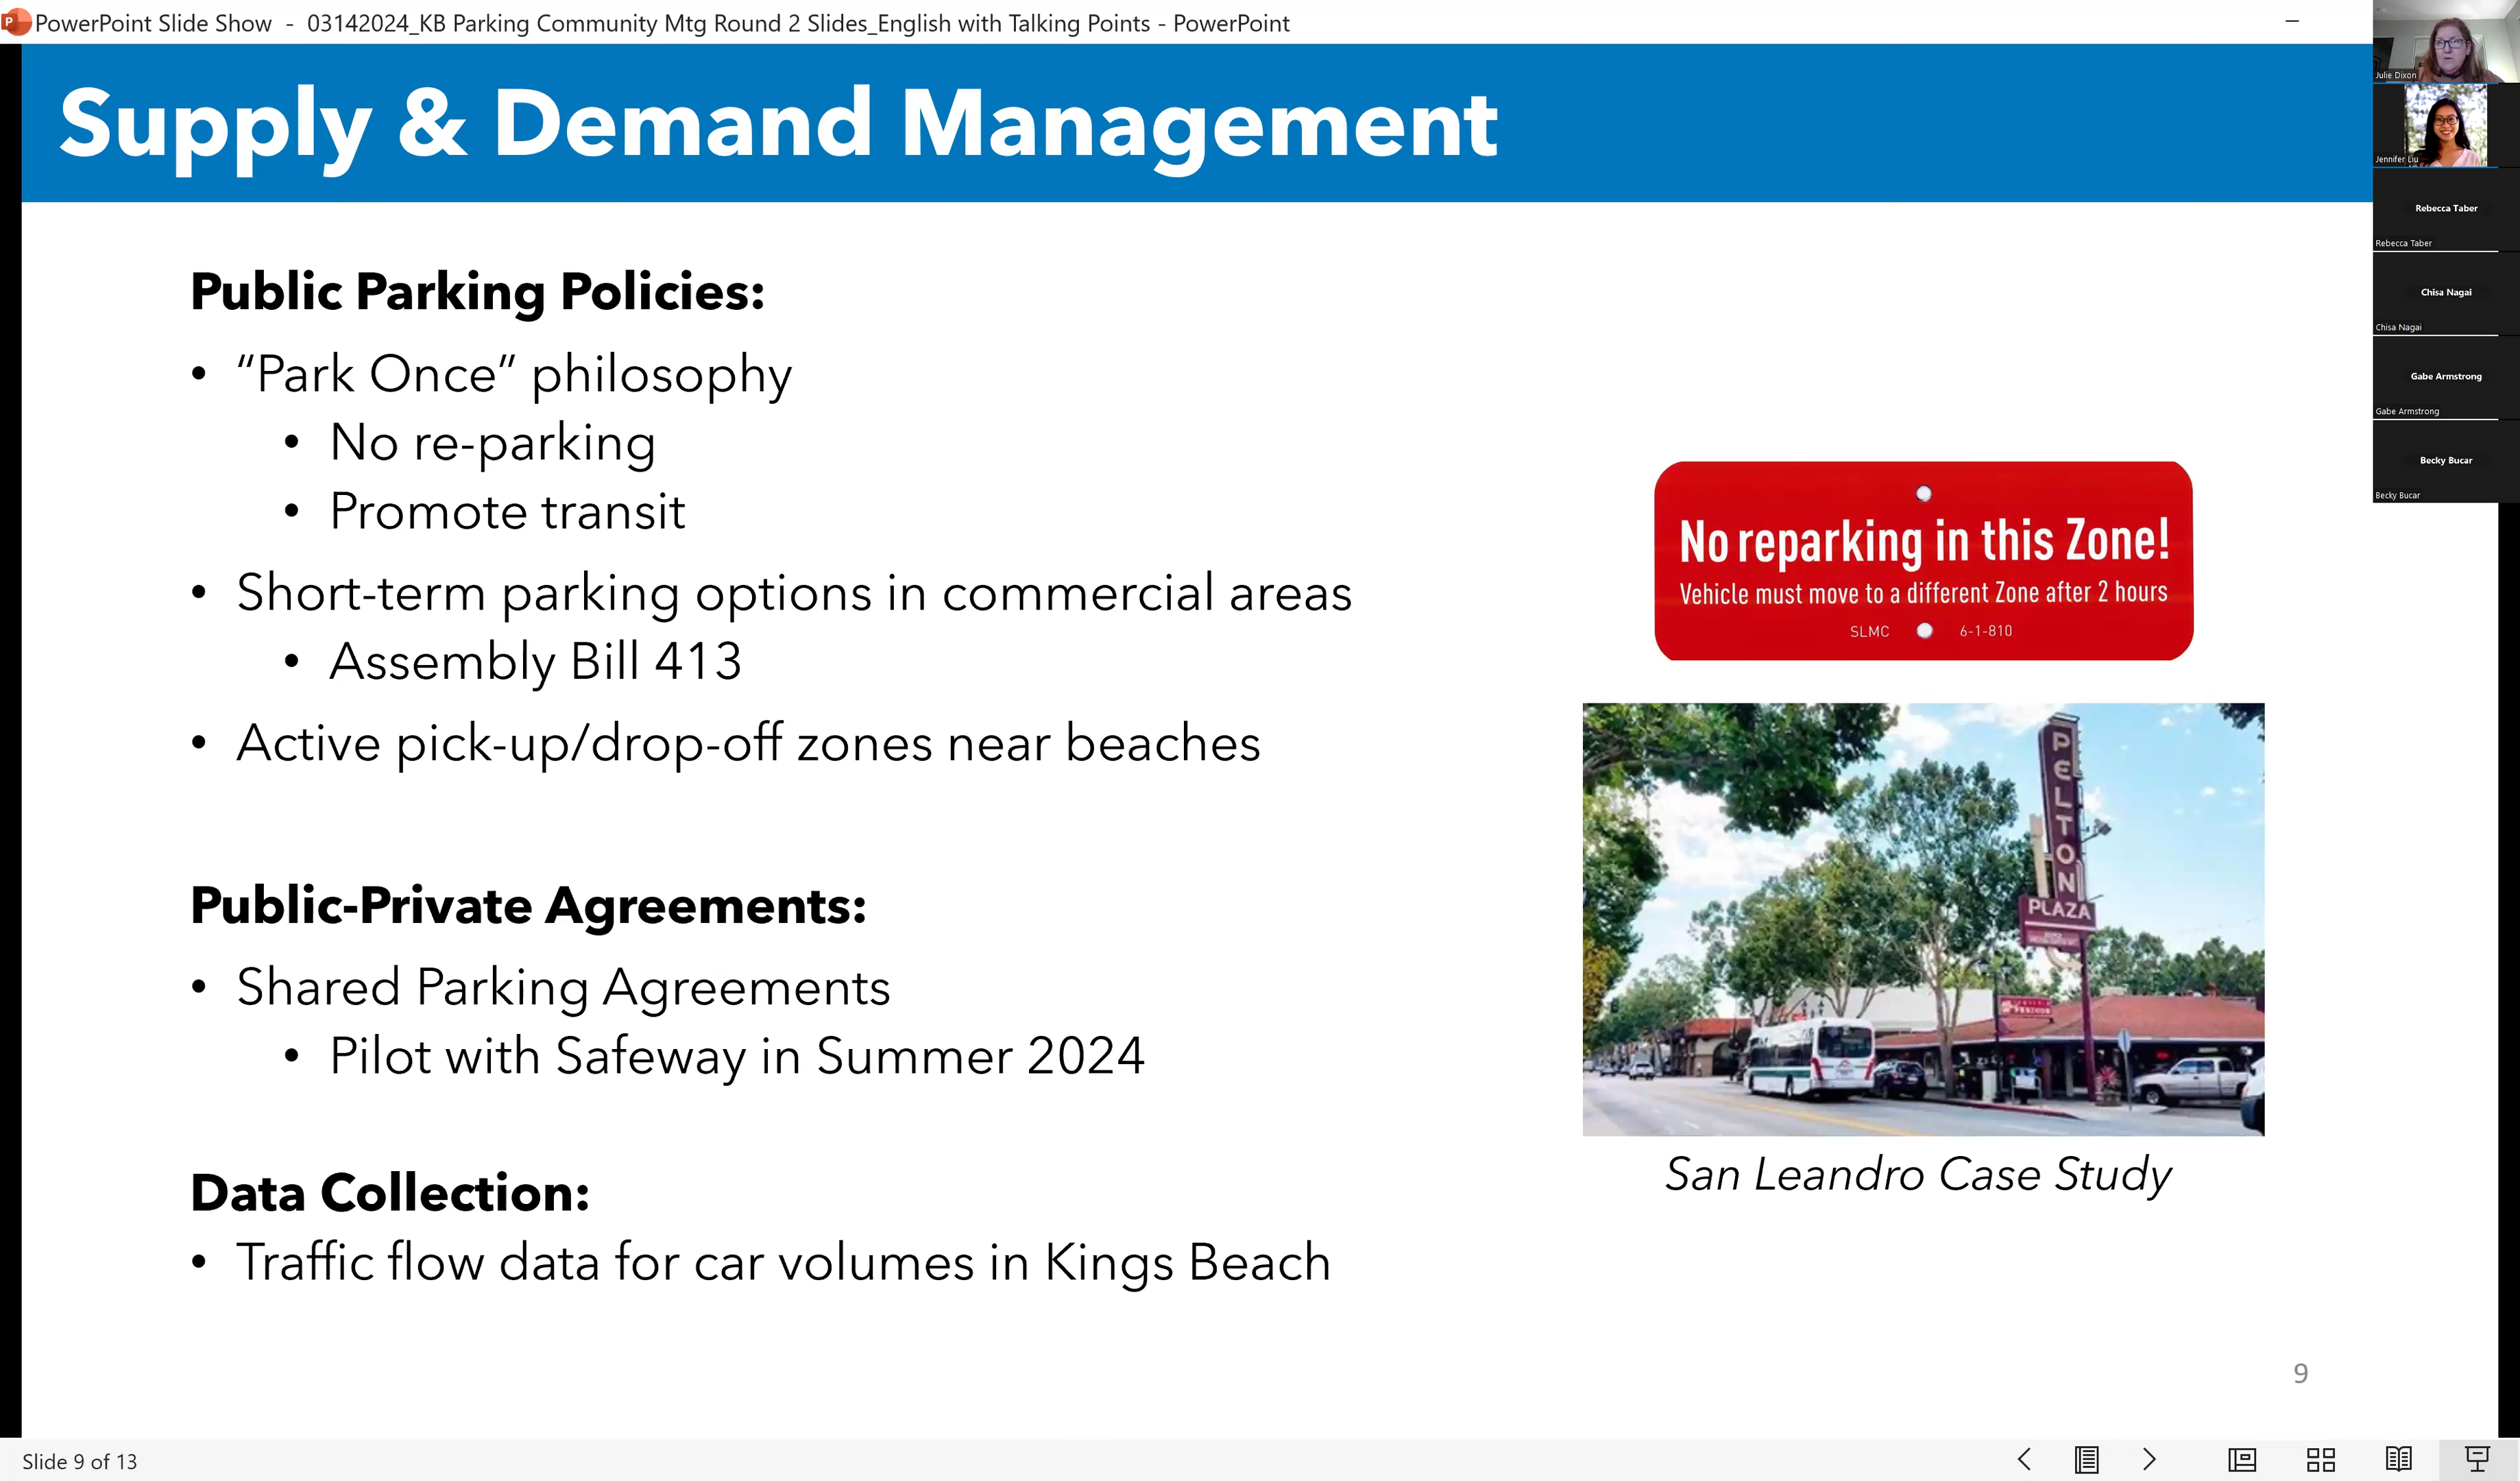 PowerPoint Slide Show - 03142024_KB Parking Community Mtg Round 2 Slides_English with Talking Points - PowerPoint
Supply & Demand Management
Public Parking Policies:
• “Park Once” philosophy
• No re-parking
• Promote transit
• Short-term parking options in commercial areas
• Assembly Bill 413
• Active pick-up/drop-off zones near beaches
Public-Private Agreements:
• Shared Parking Agreements
• Pilot with Safeway in Summer 2024
Data Collection:
• Traffic flow data for car volumes in Kings Beach
No reparking in this Zone!
Vehicle must move to a different Zone after 2 hours
SLMC 6-1-810
PELTON
PLAZA
San Leandro Case Study
9
Julie Dixon
Jennifer Liu
Rebecca Taber
Rebecca Taber
Chisa Nagai
Chisa Nagai
Gabe Armstrong
Gabe Armstrong
Becky Bucar
Becky Bucar
Slide 9 of 13